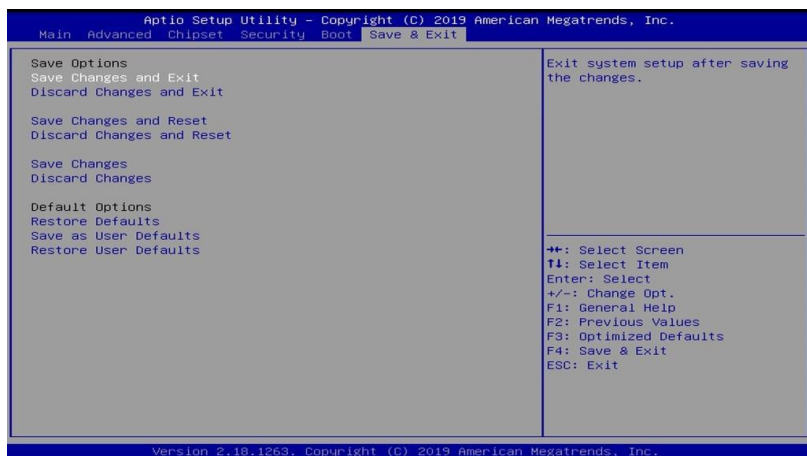 Aptio Setup Utility – Copyright (C) 2019 American Megatrends, Inc.
Main Advanced Chipset Security Boot Save & Exit
Save Options
Save Changes and Exit
Discard Changes and Exit
Save Changes and Reset
Discard Changes and Reset
Save Changes
Discard Changes
Default Options
Restore Defaults
Save as User Defaults
Restore User Defaults
Exit system setup after saving
the changes.
→←: Select Screen
↑↓: Select Item
Enter: Select
+/-: Change Opt.
F1: General Help
F2: Previous Values
F3: Optimized Defaults
F4: Save & Exit
ESC: Exit
Version 2.18.1263. Copyright (C) 2019 American Megatrends, Inc.